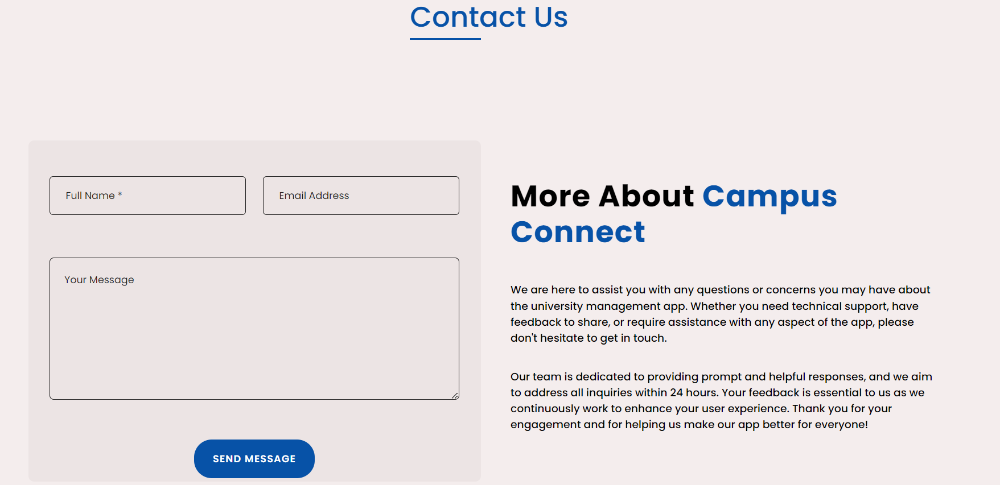 Contact Us
Full Name *
Email Address
Your Message
SEND MESSAGE
More About Campus
Connect
We are here to assist you with any questions or concerns you may have about
the university management app. Whether you need technical support, have
feedback to share, or require assistance with any aspect of the app, please
don't hesitate to get in touch.
Our team is dedicated to providing prompt and helpful responses, and we aim
to address all inquiries within 24 hours. Your feedback is essential to us as we
continuously work to enhance your user experience. Thank you for your
engagement and for helping us make our app better for everyone!